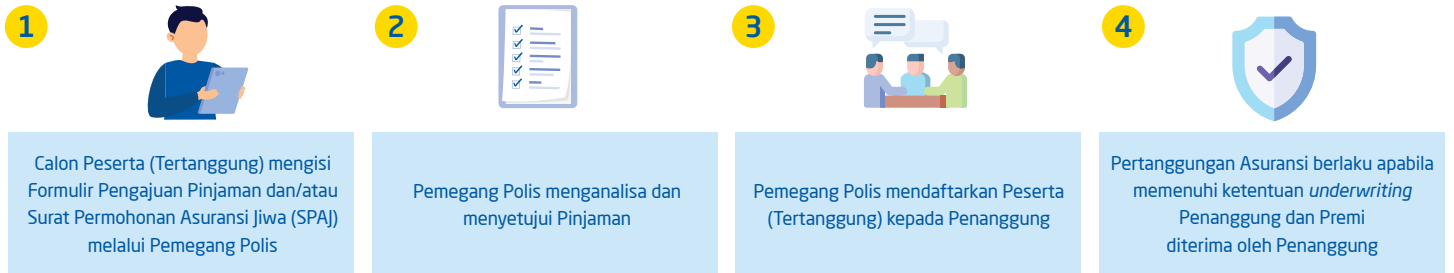 1
Calon Peserta (Tertanggung) mengisi
Formulir Pengajuan Pinjaman dan/atau
Surat Permohonan Asuransi Jiwa (SPAJ)
melalui Pemegang Polis
2
Pemegang Polis menganalisa dan
menyetujui Pinjaman
3
Pemegang Polis mendaftarkan Peserta
(Tertanggung) kepada Penanggung
4
Pertanggungan Asuransi berlaku apabila
memenuhi ketentuan underwriting
Penanggung dan Premi
diterima oleh Penanggung